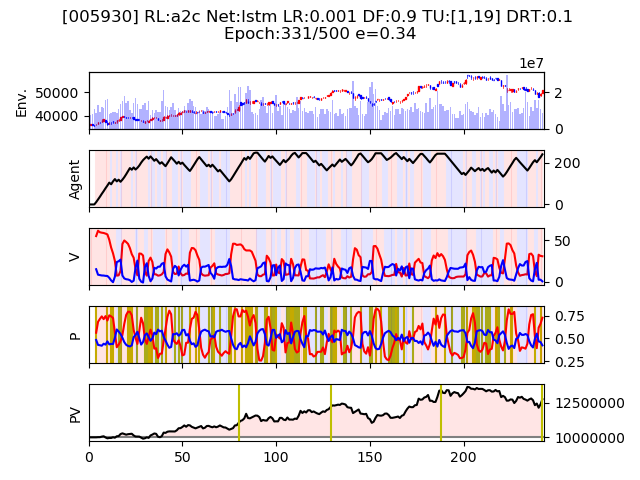 [005930] RL:a2c Net:lstm LR:0.001 DF:0.9 TU:[1,19] DRT:0.1
Epoch:331/500 e=0.34
1e7
Env.
50000
40000
2
0
Agent
200
0
V
50
0
P
0.75
0.50
0.25
PV
12500000
10000000
0 50 100 150 200